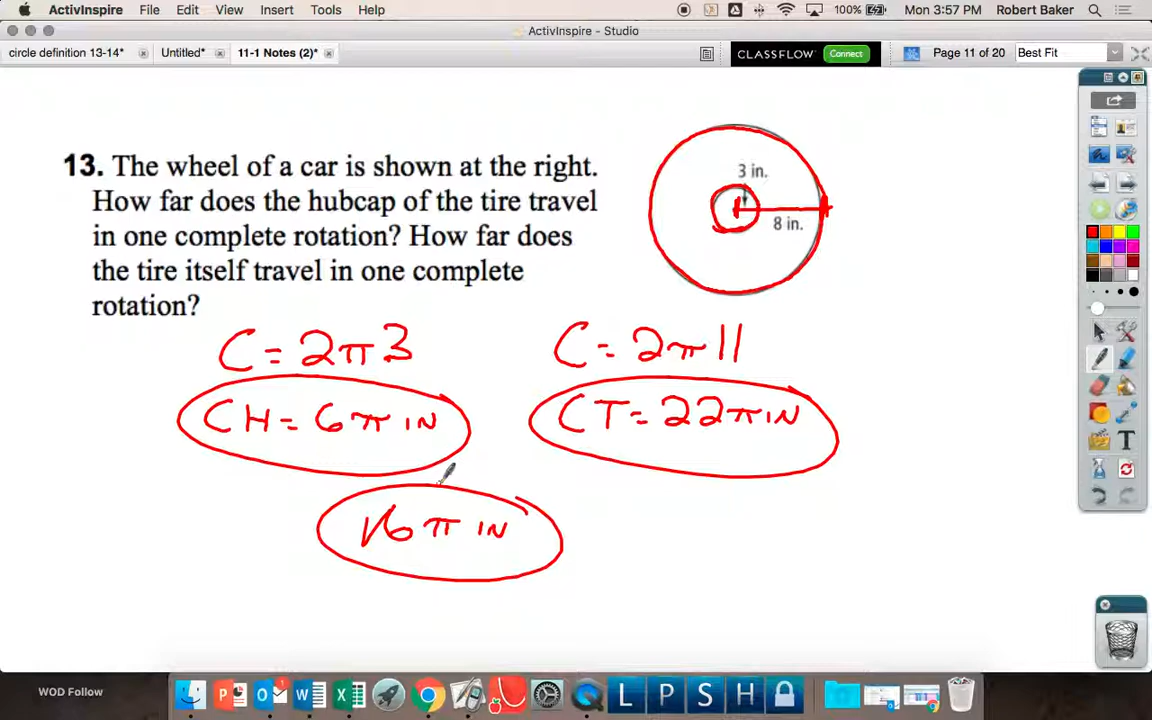 ActivInspire File Edit View Insert Tools Help 100% Mon 3:57 PM Robert Baker
ActivInspire - Studio
circle definition 13-14* Untitled* 11-1 Notes (2)* CLASSFLOW Connect Page 11 of 20 Best Fit
13. The wheel of a car is shown at the right.
How far does the hubcap of the tire travel
in one complete rotation? How far does
the tire itself travel in one complete
rotation?
3 in.
8 in.
C = 2π3
C = 2π11
CH = 6π IN
CT = 22π IN
16π IN
T
WOD Follow
P W X L P S H